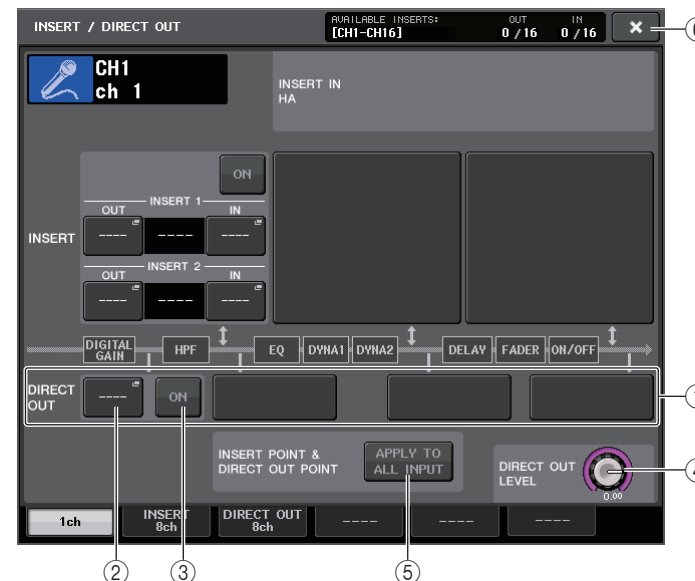 INSERT / DIRECT OUT
AVAILABLE INSERTS:
[CH1-CH16]
OUT
0 /16
IN
0 /16
×
6
CH1
ch 1
INSERT IN
HA
ON
INSERT 1
OUT
IN
INSERT
----
----
----
INSERT 2
OUT
IN
----
----
----
DIGITAL GAIN
HPF
EQ
DYNA1
DYNA2
DELAY
FADER
ON/OFF
DIRECT OUT
----
ON
1
INSERT POINT &
DIRECT OUT POINT
APPLY TO
ALL INPUT
DIRECT OUT
LEVEL
0.00
4
1ch
INSERT
8ch
DIRECT OUT
8ch
----
----
----
2
3
5